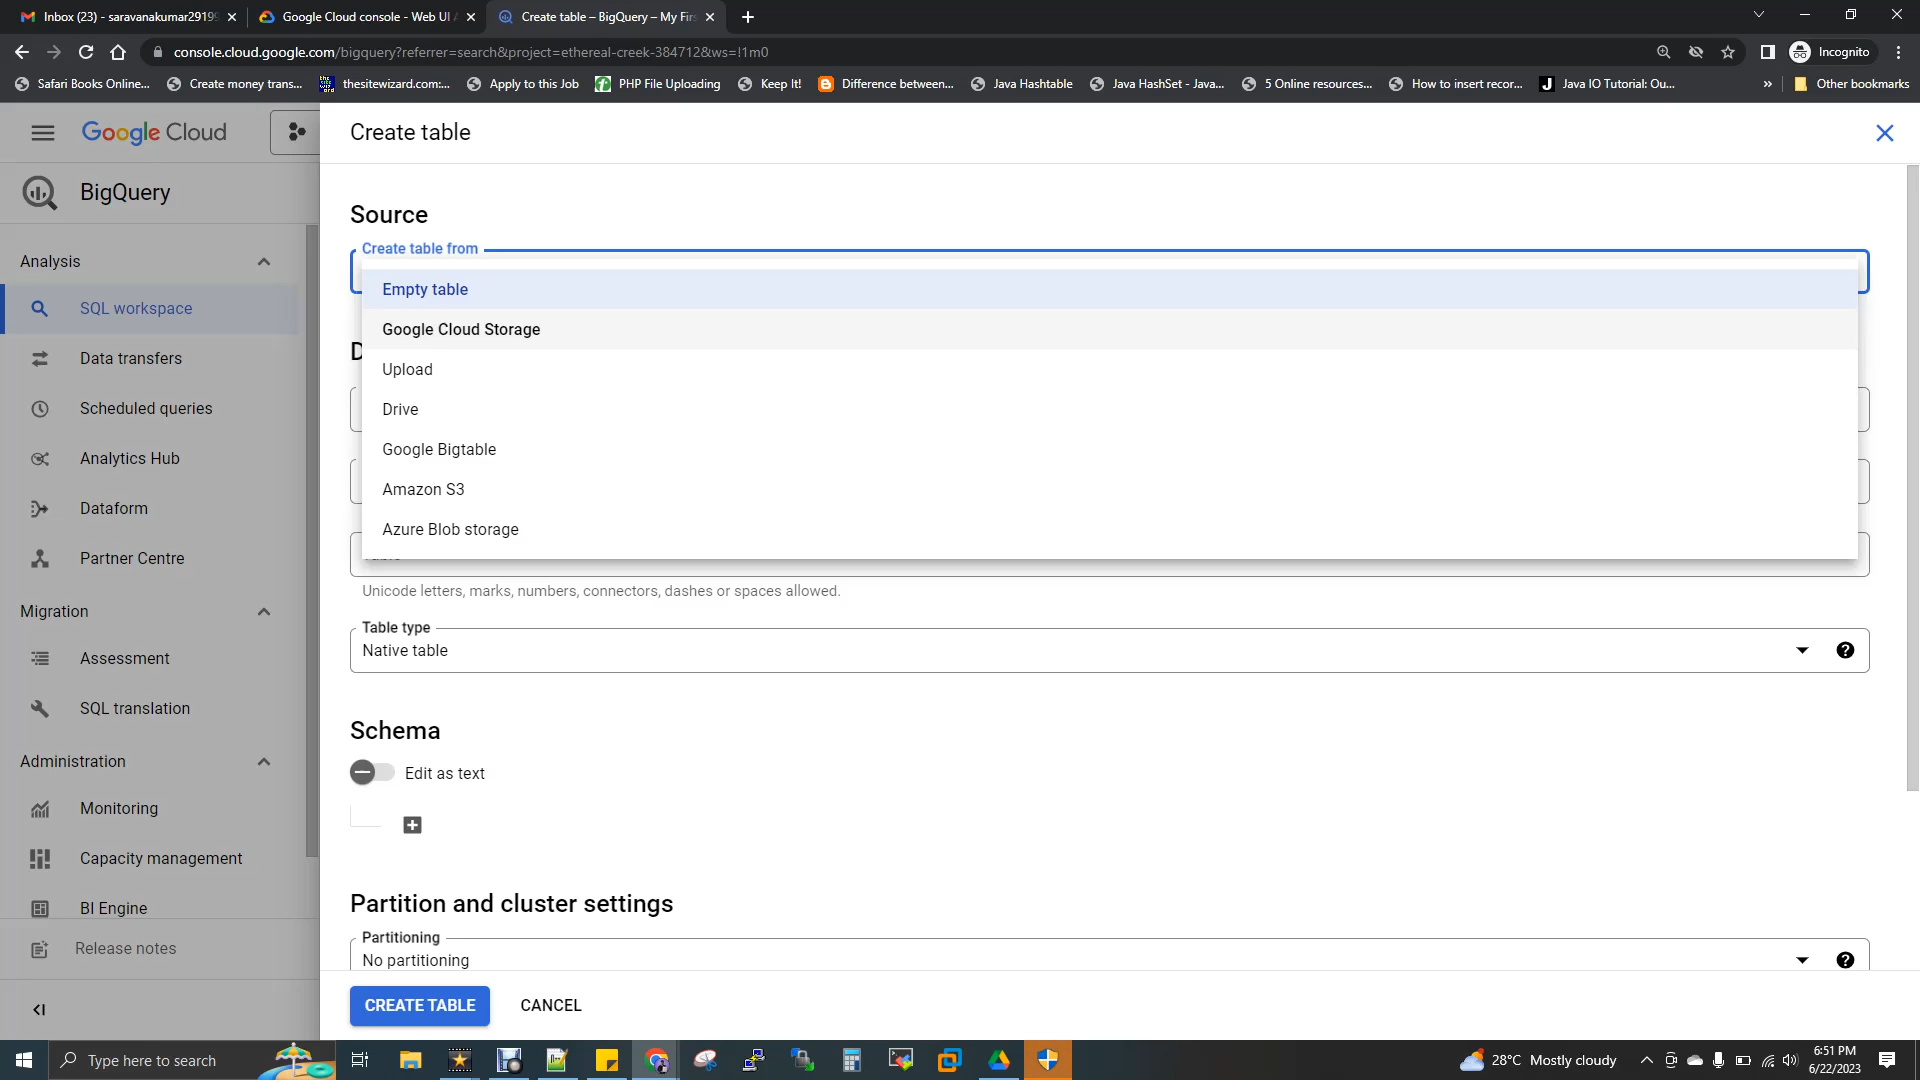 Inbox (23) - saravanakumar29199
Google Cloud console - Web UI A
Create table – BigQuery – My Firs
console.cloud.google.com/bigquery?referrer=search&project=ethereal-creek-384712&ws=!1m0
Incognito
Safari Books Online...
Create money trans...
thesitewizard.com:...
Apply to this Job
PHP File Uploading
Keep It!
Difference between...
Java Hashtable
Java HashSet - Java...
5 Online resources...
How to insert recor...
Java IO Tutorial: Ou...
Other bookmarks
Google Cloud
Create table
BigQuery
Source
Create table from
Analysis
Empty table
SQL workspace
Google Cloud Storage
Data transfers
Upload
Scheduled queries
Drive
Analytics Hub
Google Bigtable
Amazon S3
Dataform
Azure Blob storage
Partner Centre
Unicode letters, marks, numbers, connectors, dashes or spaces allowed.
Migration
Table type
Native table
Assessment
SQL translation
Schema
Edit as text
Administration
Monitoring
Capacity management
Partition and cluster settings
BI Engine
Partitioning
No partitioning
Release notes
CREATE TABLE
CANCEL
Type here to search
28°C Mostly cloudy
6:51 PM
6/22/2023